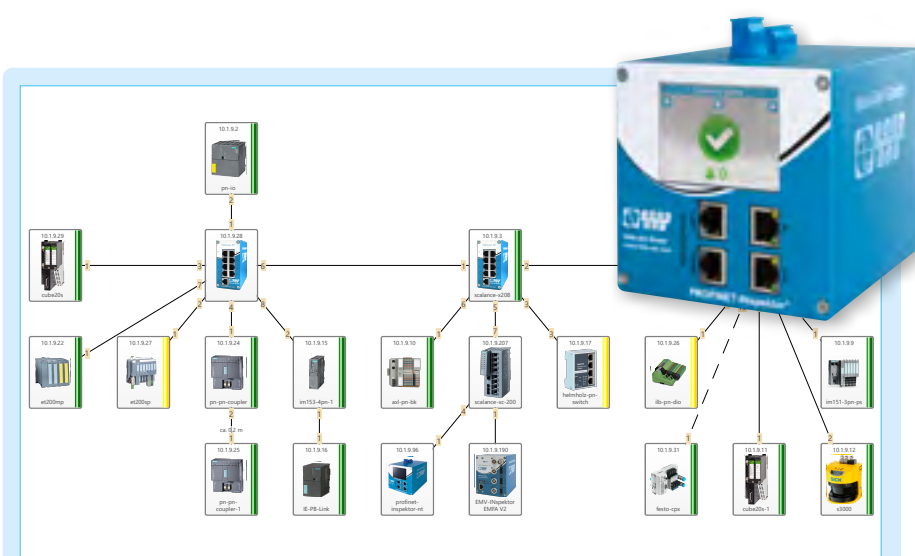 10.1.9.2
pn-io
2
1
10.1.9.29
cube20s
1
10.1.9.28
3
6
7
2
4
8
10.1.9.3
scalance-x208
1
2
6
5
3
PROFINET-INspektor®
10.1.9.22
et200mp
1
10.1.9.27
et200sp
1
10.1.9.24
pn-pn-coupler
1
2
10.1.9.15
im153-4pn-1
2
1
10.1.9.10
axl-pn-bk
1
10.1.9.207
scalance-xc-200
7
4
1
10.1.9.17
helmholz-pn-
switch
3
10.1.9.26
ilb-pn-dio
1
10.1.9.9
im151-3pn-ps
1
ca. 0,2 m
1
10.1.9.25
pn-pn-
coupler-1
1
10.1.9.16
IE-PB-Link
1
10.1.9.96
profinet-
inspektor-nt
1
10.1.9.190
EMV-INspektor
EMFA V2
1
10.1.9.31
festo-cpx
1
10.1.9.11
cube20s-1
2
10.1.9.12
SICK
s3000